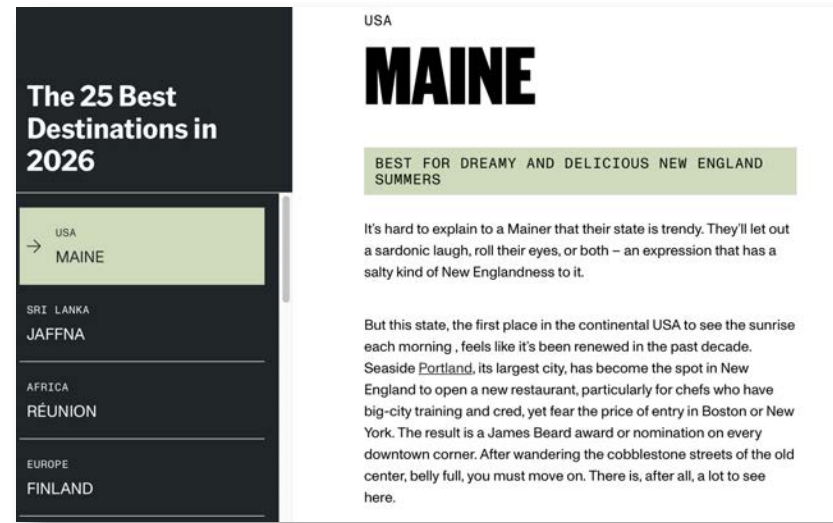 The 25 Best
Destinations in
2026
USA
MAINE
SRI LANKA
JAFFNA
AFRICA
RÉUNION
EUROPE
FINLAND
USA
MAINE
BEST FOR DREAMY AND DELICIOUS NEW ENGLAND
SUMMERS
It’s hard to explain to a Mainer that their state is trendy. They’ll let out
a sardonic laugh, roll their eyes, or both – an expression that has a
salty kind of New Englandness to it.
But this state, the first place in the continental USA to see the sunrise
each morning , feels like it’s been renewed in the past decade.
Seaside Portland, its largest city, has become the spot in New
England to open a new restaurant, particularly for chefs who have
big-city training and cred, yet fear the price of entry in Boston or New
York. The result is a James Beard award or nomination on every
downtown corner. After wandering the cobblestone streets of the old
center, belly full, you must move on. There is, after all, a lot to see
here.